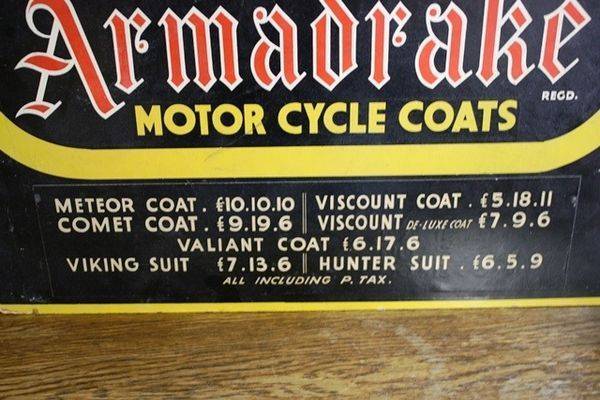 Armadrake
REGD.
MOTOR CYCLE COATS
METEOR COAT . £10.10.10 VISCOUNT COAT . £5.18.11
COMET COAT . £9.19.6 VISCOUNT DE-LUXE COAT £7.9.6
VALIANT COAT £6.17.6
VIKING SUIT £7.13.6 HUNTER SUIT . £6.5.9
ALL INCLUDING P. TAX.